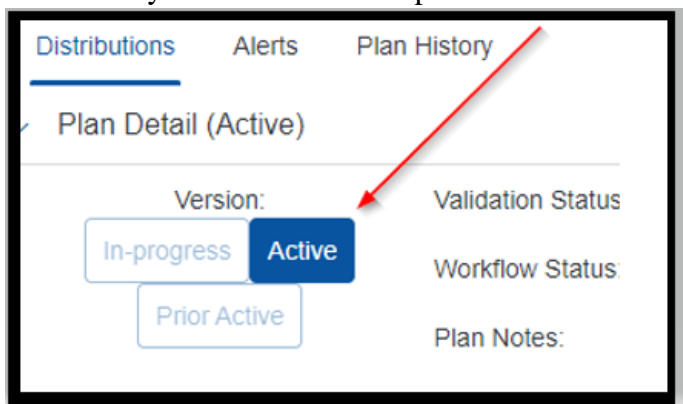 Distributions Alerts Plan History
Plan Detail (Active)
Version:
Validation Status
In-progress Active
Workflow Status:
Prior Active
Plan Notes: